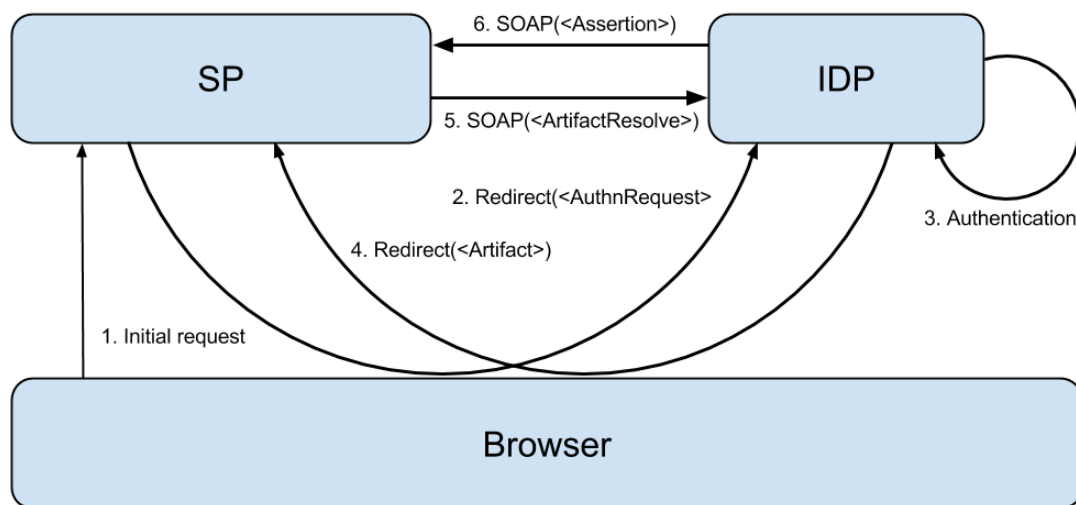 6. SOAP(<Assertion>)
SP
IDP
5. SOAP(<ArtifactResolve>)
2. Redirect(<AuthnRequest>
3. Authentication
4. Redirect(<Artifact>)
1. Initial request
Browser